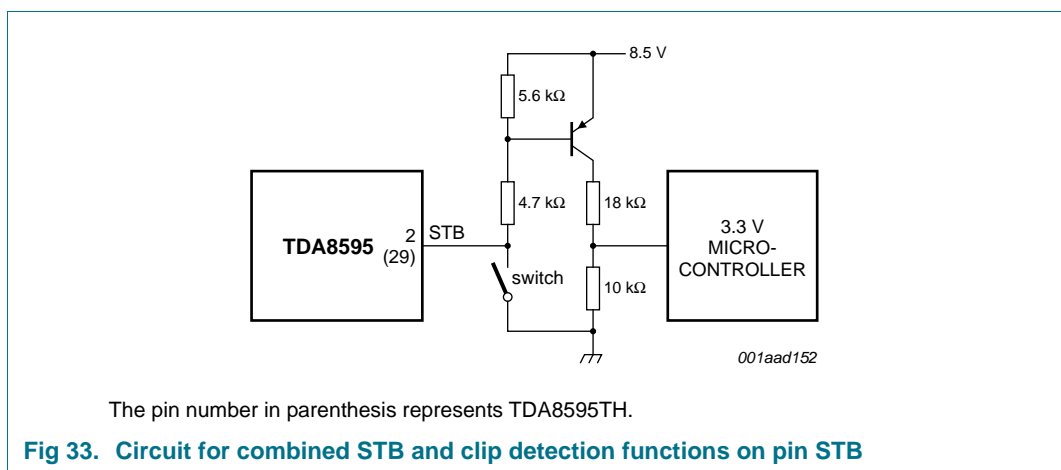 8.5 V
5.6 kΩ
4.7 kΩ
18 kΩ
TDA8595
2
(29)
STB
switch
10 kΩ
3.3 V
MICRO-
CONTROLLER
001aad152
The pin number in parenthesis represents TDA8595TH.
Fig 33. Circuit for combined STB and clip detection functions on pin STB